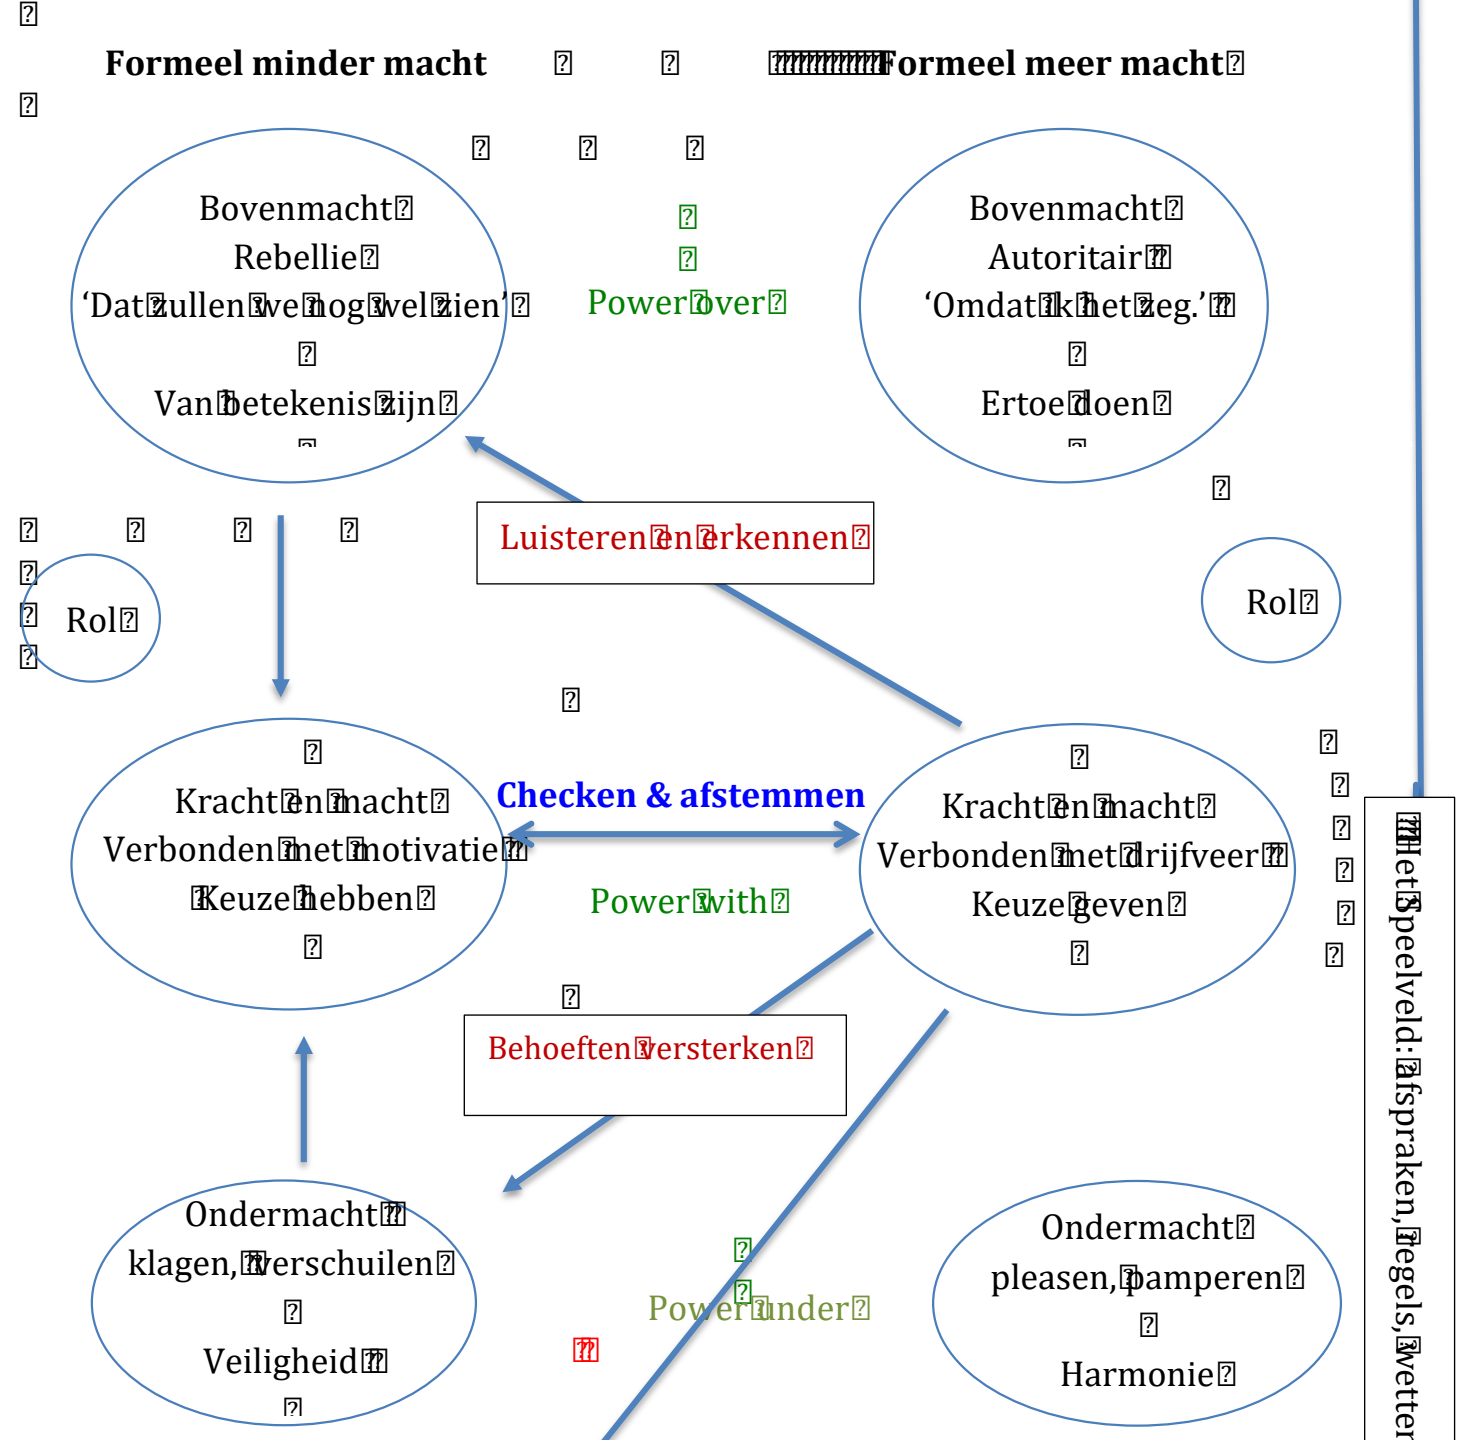 Formeel minder macht
Formeel meer macht
Bovenmacht
Rebellie
‘Dat zullen we nog wel zien’
Van betekenis zijn
Power over
Bovenmacht
Autoritair
‘Omdat ik het zeg.’
Ertoe doen
Luisteren en erkennen
Rol
Rol
Kracht en macht
Verbonden met motivatie
Keuze hebben
Checken & afstemmen
Power with
Kracht en macht
Verbonden met drijfveer
Keuze geven
Behoeften versterken
Ondermacht
klagen, verschuilen
Veiligheid
Power under
Ondermacht
pleasen, pamperen
Harmonie
Het Speelveld: afspraken, regels, wetten